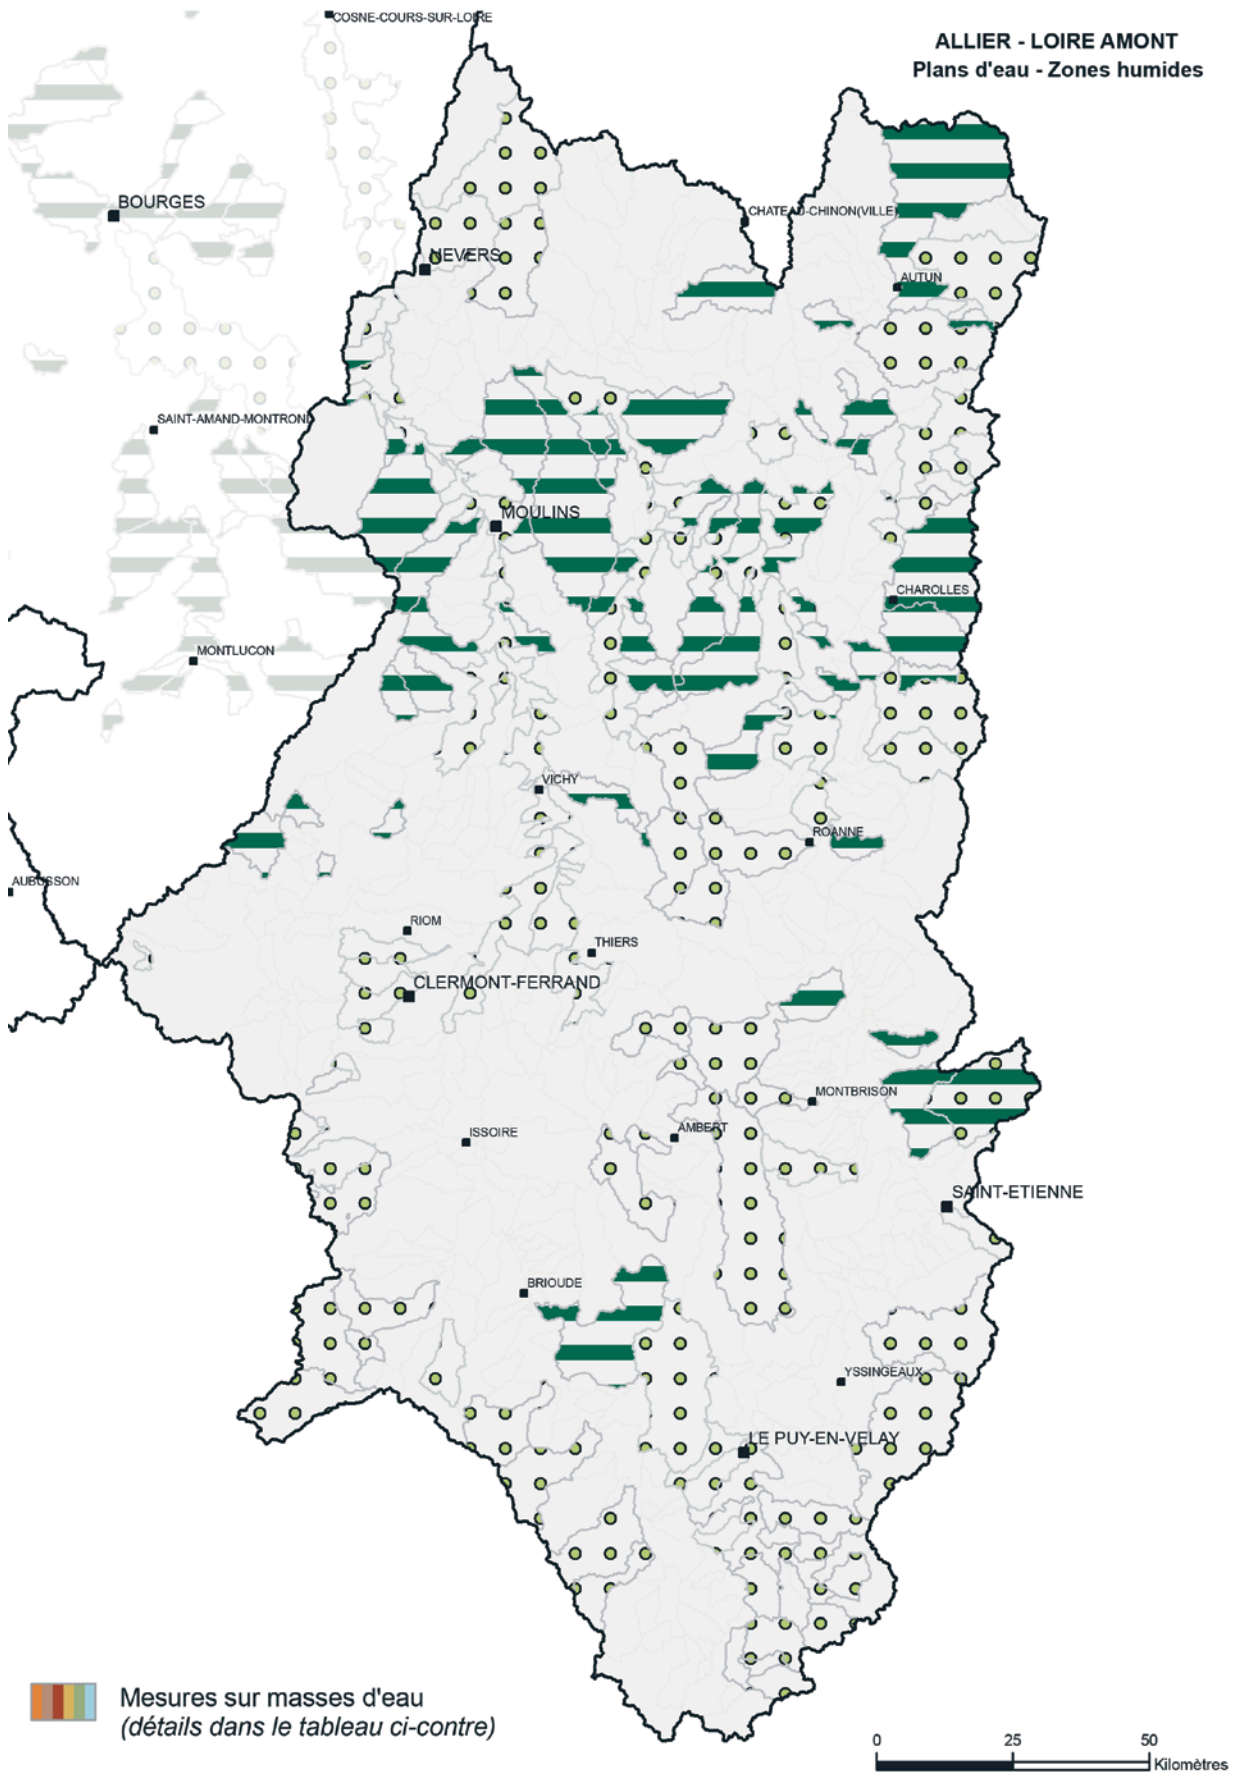 COSNE-COURS-SUR-LOIRE
ALLIER - LOIRE AMONT
Plans d'eau - Zones humides
BOURGES
CHATEAU-CHINON(VILLE)
NEVERS
AUTUN
SAINT-AMAND-MONTROND
MOULINS
CHAROLLES
MONTLUCON
VICHY
ROANNE
AUBUSSON
RIOM
THIERS
CLERMONT-FERRAND
MONTBRISON
AMBERT
ISSOIRE
SAINT-ETIENNE
BRIOUDE
YSSINGEAUX
LE PUY-EN-VELAY
Mesures sur masses d'eau
(détails dans le tableau ci-contre)
0 25 50
Kilomètres